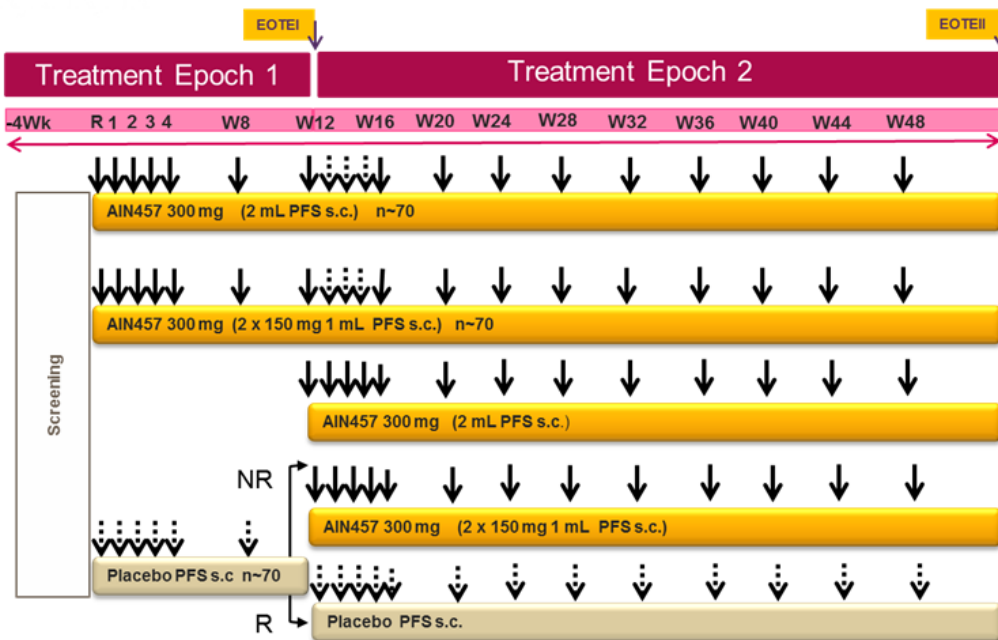 EOTEI
EOTEII
Treatment Epoch 1
Treatment Epoch 2
-4Wk R 1 2 3 4 W8 W12 W16 W20 W24 W28 W32 W36 W40 W44 W48
Screening
AIN457 300 mg (2 mL PFS s.c.) n~70
AIN457 300 mg (2 x 150 mg 1 mL PFS s.c.) n~70
AIN457 300 mg (2 mL PFS s.c.)
NR
AIN457 300 mg (2 x 150 mg 1 mL PFS s.c.)
Placebo PFS s.c n~70
R
Placebo PFS s.c.